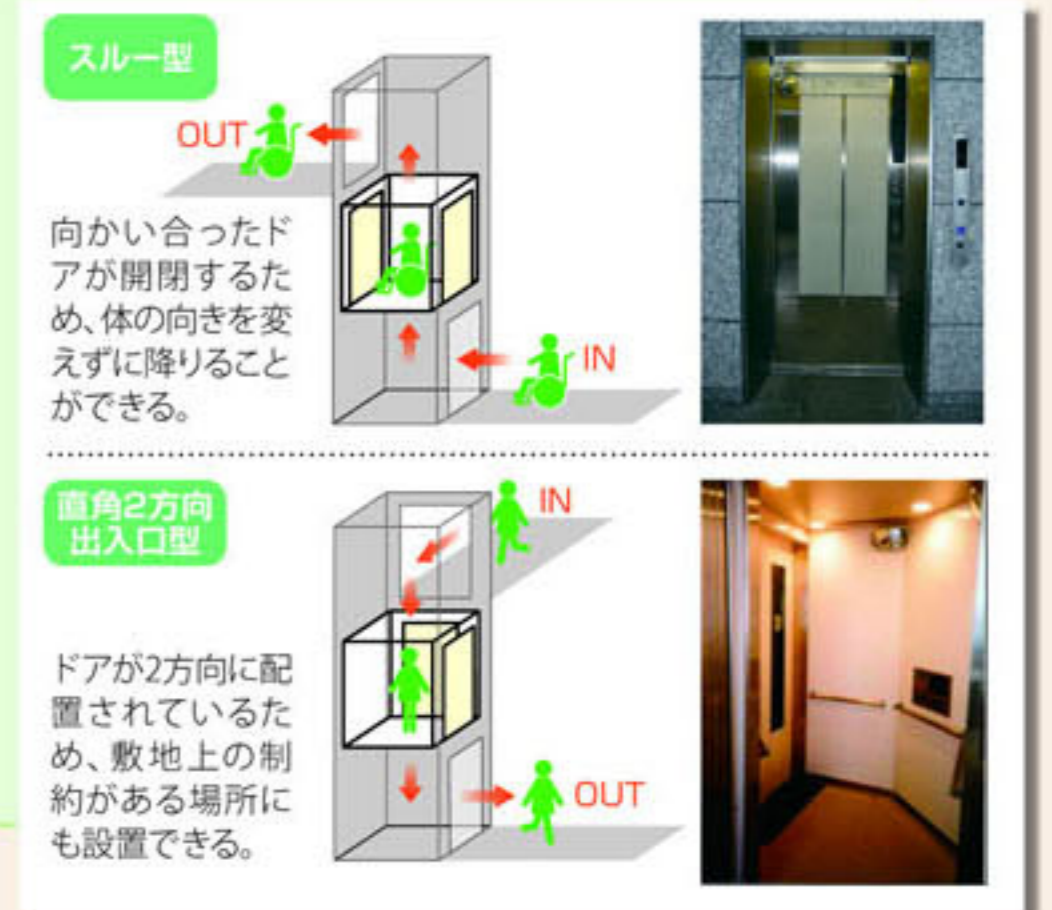 スルー型
OUT
向かい合ったド
アが開閉するた
め、体の向きを変
えずに降りること
ができる。
IN
直角2方向
出入口型
IN
ドアが2方向に配
置されているた
め、敷地上の制
約がある場所に
も設置できる。
OUT